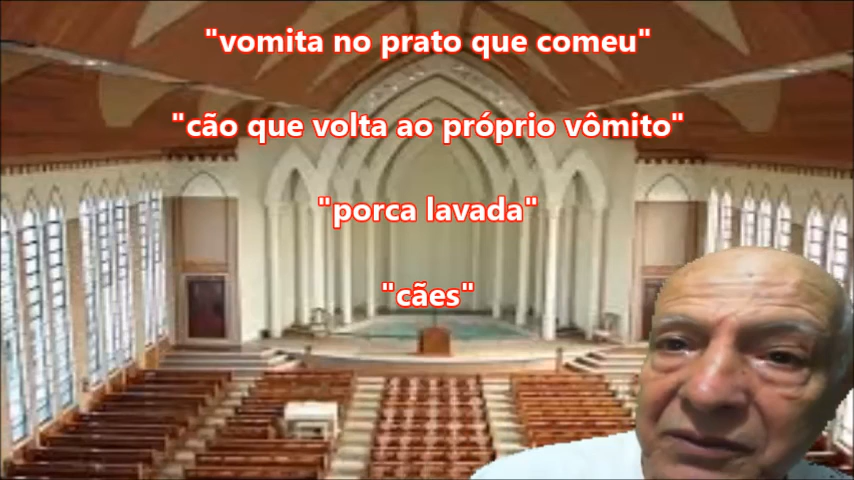 "vomita no prato que comeu"
"cão que volta ao próprio vômito"
"porca lavada"
"cães"